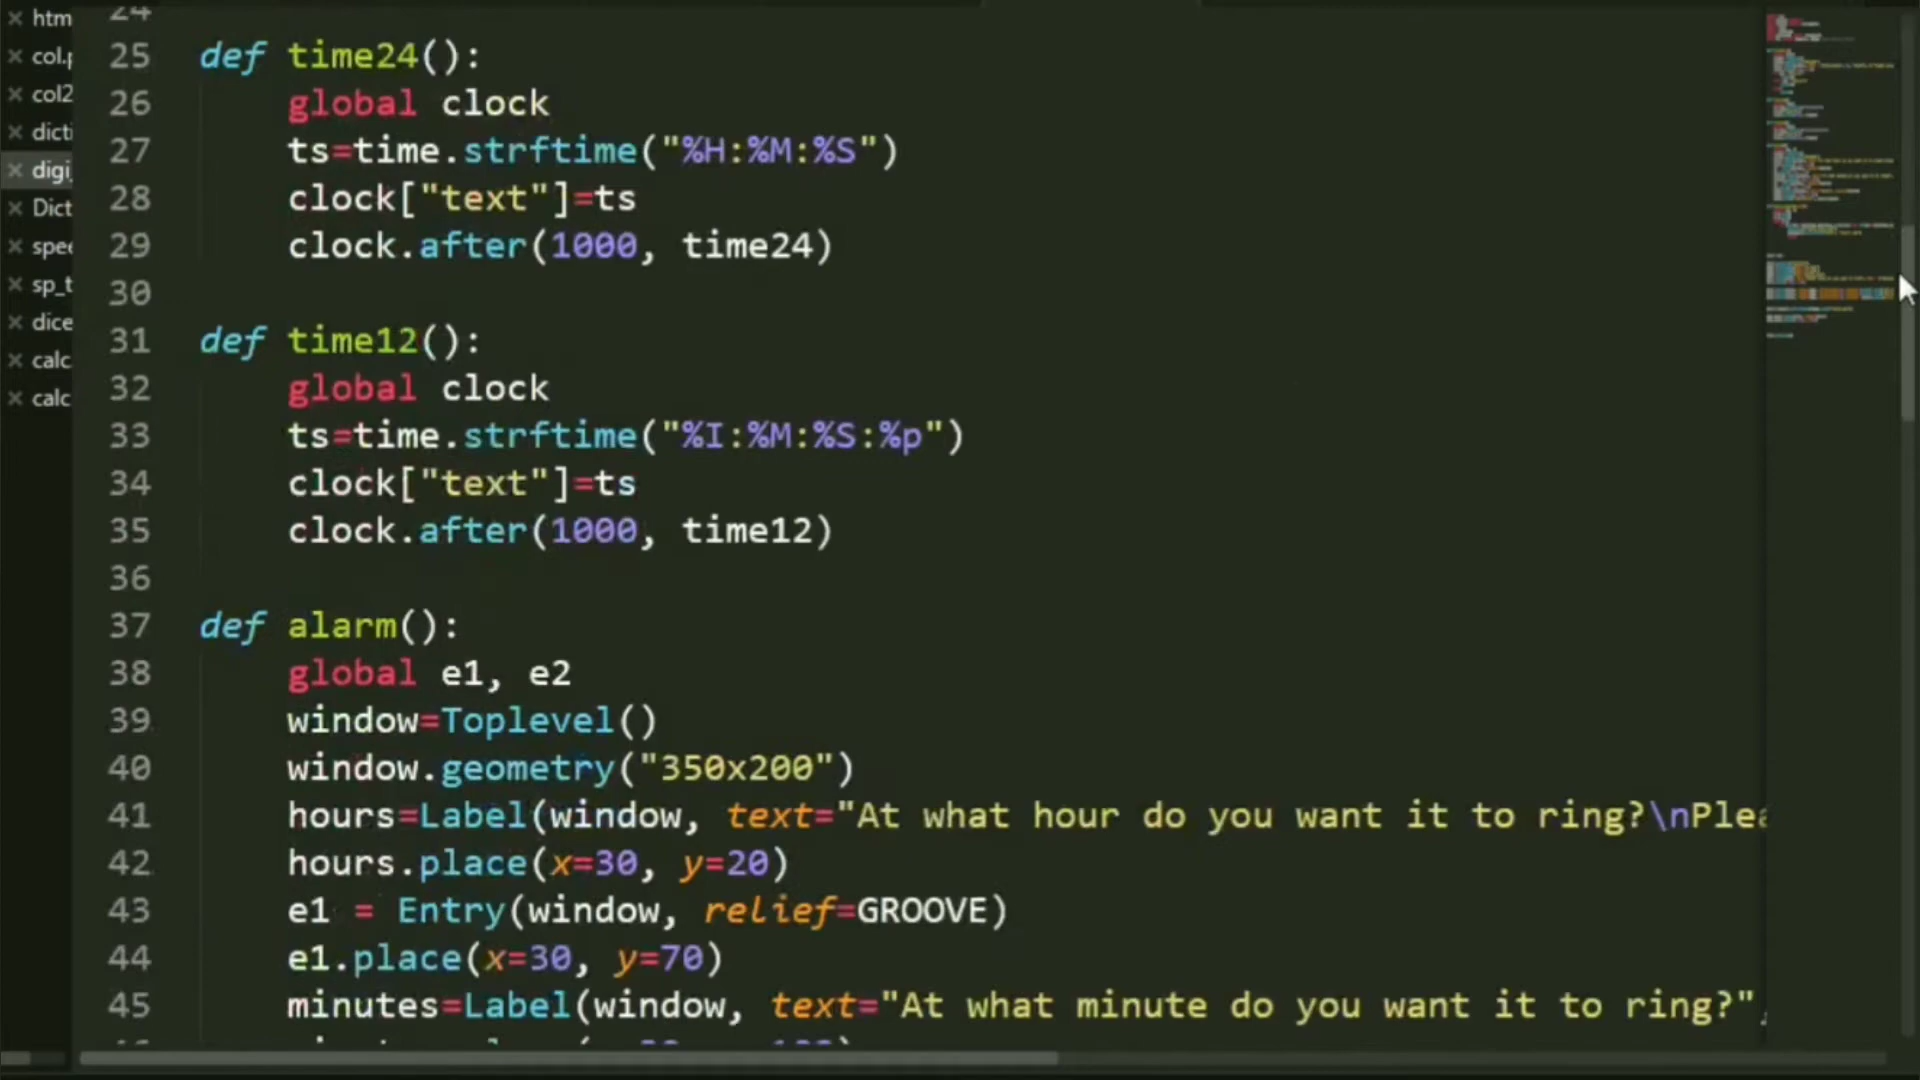 htm
col.p
col2
dicti
digi_
Dict
spee
sp_t
dice
calc
calc
24
25 def time24():
26 global clock
27 ts=time.strftime("%H:%M:%S")
28 clock["text"]=ts
29 clock.after(1000, time24)
30
31 def time12():
32 global clock
33 ts=time.strftime("%I:%M:%S:%p")
34 clock["text"]=ts
35 clock.after(1000, time12)
36
37 def alarm():
38 global e1, e2
39 window=Toplevel()
40 window.geometry("350x200")
41 hours=Label(window, text="At what hour do you want it to ring?\nPlea
42 hours.place(x=30, y=20)
43 e1 = Entry(window, relief=GROOVE)
44 e1.place(x=30, y=70)
45 minutes=Label(window, text="At what minute do you want it to ring?",